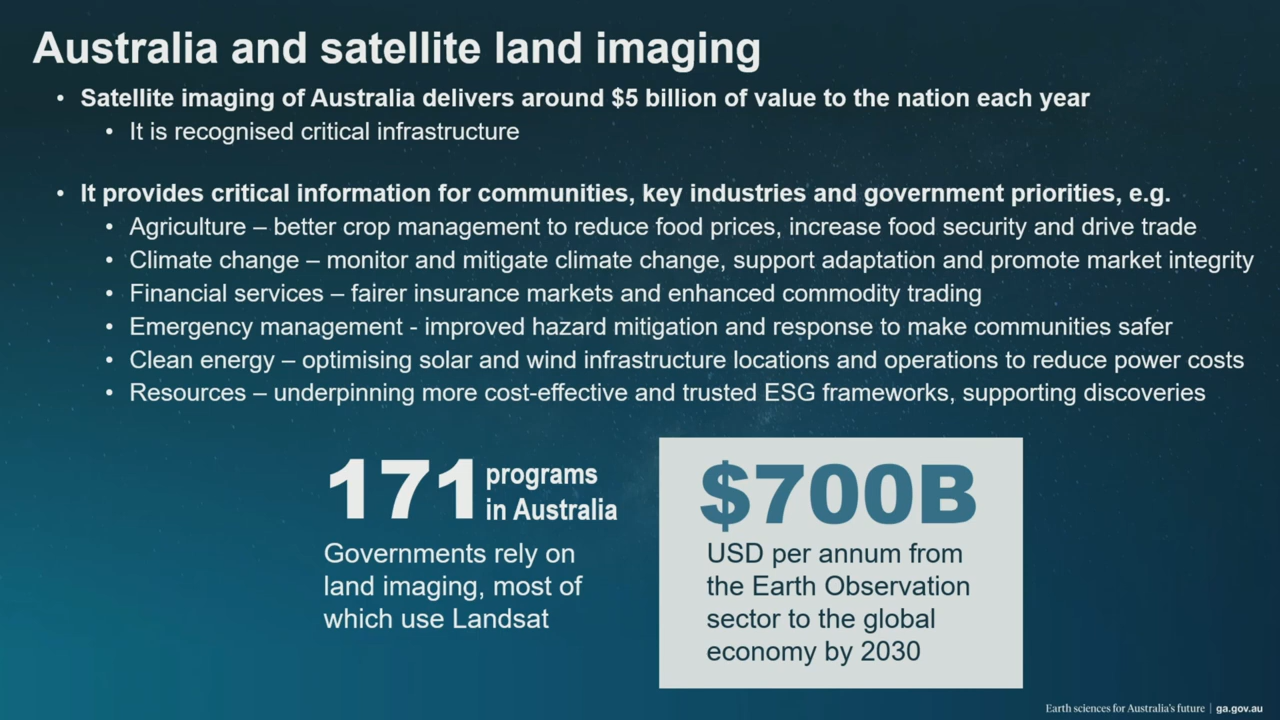 Australia and satellite land imaging
• Satellite imaging of Australia delivers around $5 billion of value to the nation each year
• It is recognised critical infrastructure
• It provides critical information for communities, key industries and government priorities, e.g.
• Agriculture – better crop management to reduce food prices, increase food security and drive trade
• Climate change – monitor and mitigate climate change, support adaptation and promote market integrity
• Financial services – fairer insurance markets and enhanced commodity trading
• Emergency management - improved hazard mitigation and response to make communities safer
• Clean energy – optimising solar and wind infrastructure locations and operations to reduce power costs
• Resources – underpinning more cost-effective and trusted ESG frameworks, supporting discoveries
171 programs
in Australia
Governments rely on
land imaging, most of
which use Landsat
$700B
USD per annum from
the Earth Observation
sector to the global
economy by 2030
Earth sciences for Australia's future | ga.gov.au